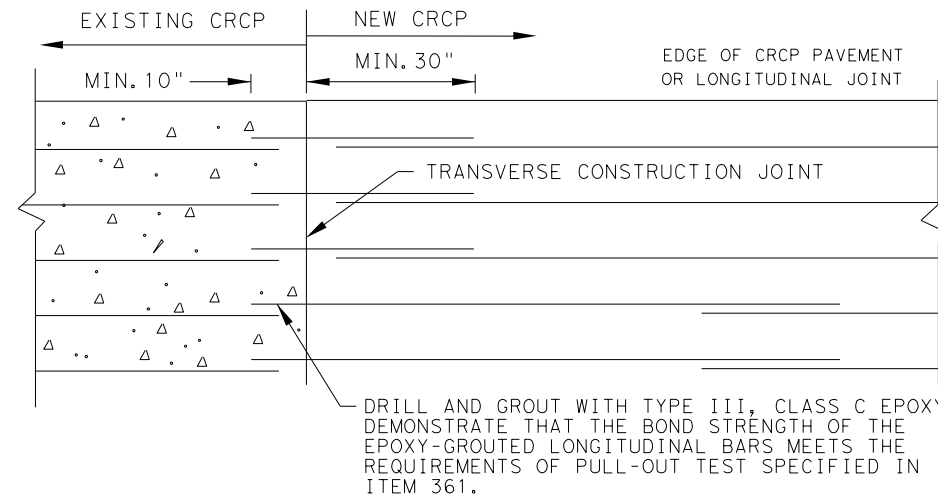 EXISTING CRCP
NEW CRCP
MIN. 10"
MIN. 30"
EDGE OF CRCP PAVEMENT
OR LONGITUDINAL JOINT
TRANSVERSE CONSTRUCTION JOINT
DRILL AND GROUT WITH TYPE III, CLASS C EPOXY
DEMONSTRATE THAT THE BOND STRENGTH OF THE
EPOXY-GROUTED LONGITUDINAL BARS MEETS THE
REQUIREMENTS OF PULL-OUT TEST SPECIFIED IN
ITEM 361.